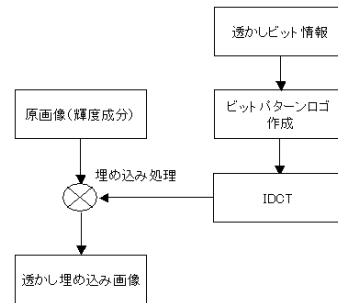 透かしビット情報
原画像(輝度成分)
ビットパターンロゴ
作成
埋め込み処理
IDCT
透かし埋め込み画像